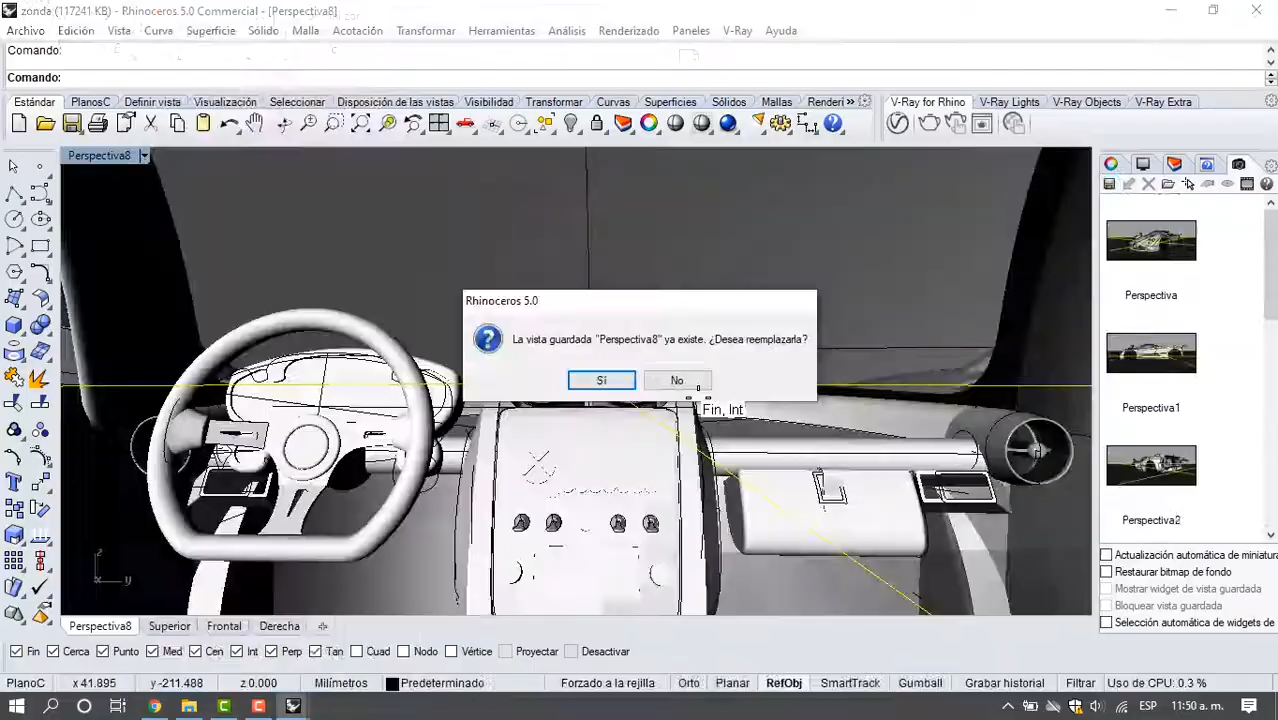 zonda (117241 KB) - Rhinoceros 5.0 Commercial - [Perspectiva8]
Archivo Edición Vista Curva Superficie Sólido Malla Acotación Transformar Herramientas Análisis Renderizado Paneles V-Ray Ayuda
Comando:
Comando:
Estándar PlanosC Definir vista Visualización Seleccionar Disposición de las vistas Visibilidad Transformar Curvas Superficies Sólidos Mallas Renderi » V-Ray for Rhino V-Ray Lights V-Ray Objects V-Ray Extra
Perspectiva8
Rhinoceros 5.0
La vista guardada "Perspectiva8" ya existe. ¿Desea reemplazarla?
Sí No
Fin, Int
Perspectiva
Perspectiva1
Perspectiva2
Actualización automática de miniatura
Restaurar bitmap de fondo
Mostrar widget de vista guardada
Bloquear vista guardada
Selección automática de widgets de
z
x y
Perspectiva8 Superior Frontal Derecha
Fin Cerca Punto Med Cen Int Perp Tan Cuad Nodo Vértice Proyectar Desactivar
PlanoC x 41.895 y -211.488 z 0.000 Milímetros Predeterminado Forzado a la rejilla Orto Planar RefObj SmartTrack Gumball Grabar historial Filtrar Uso de CPU: 0.3 %
ESP 11:50 a. m.